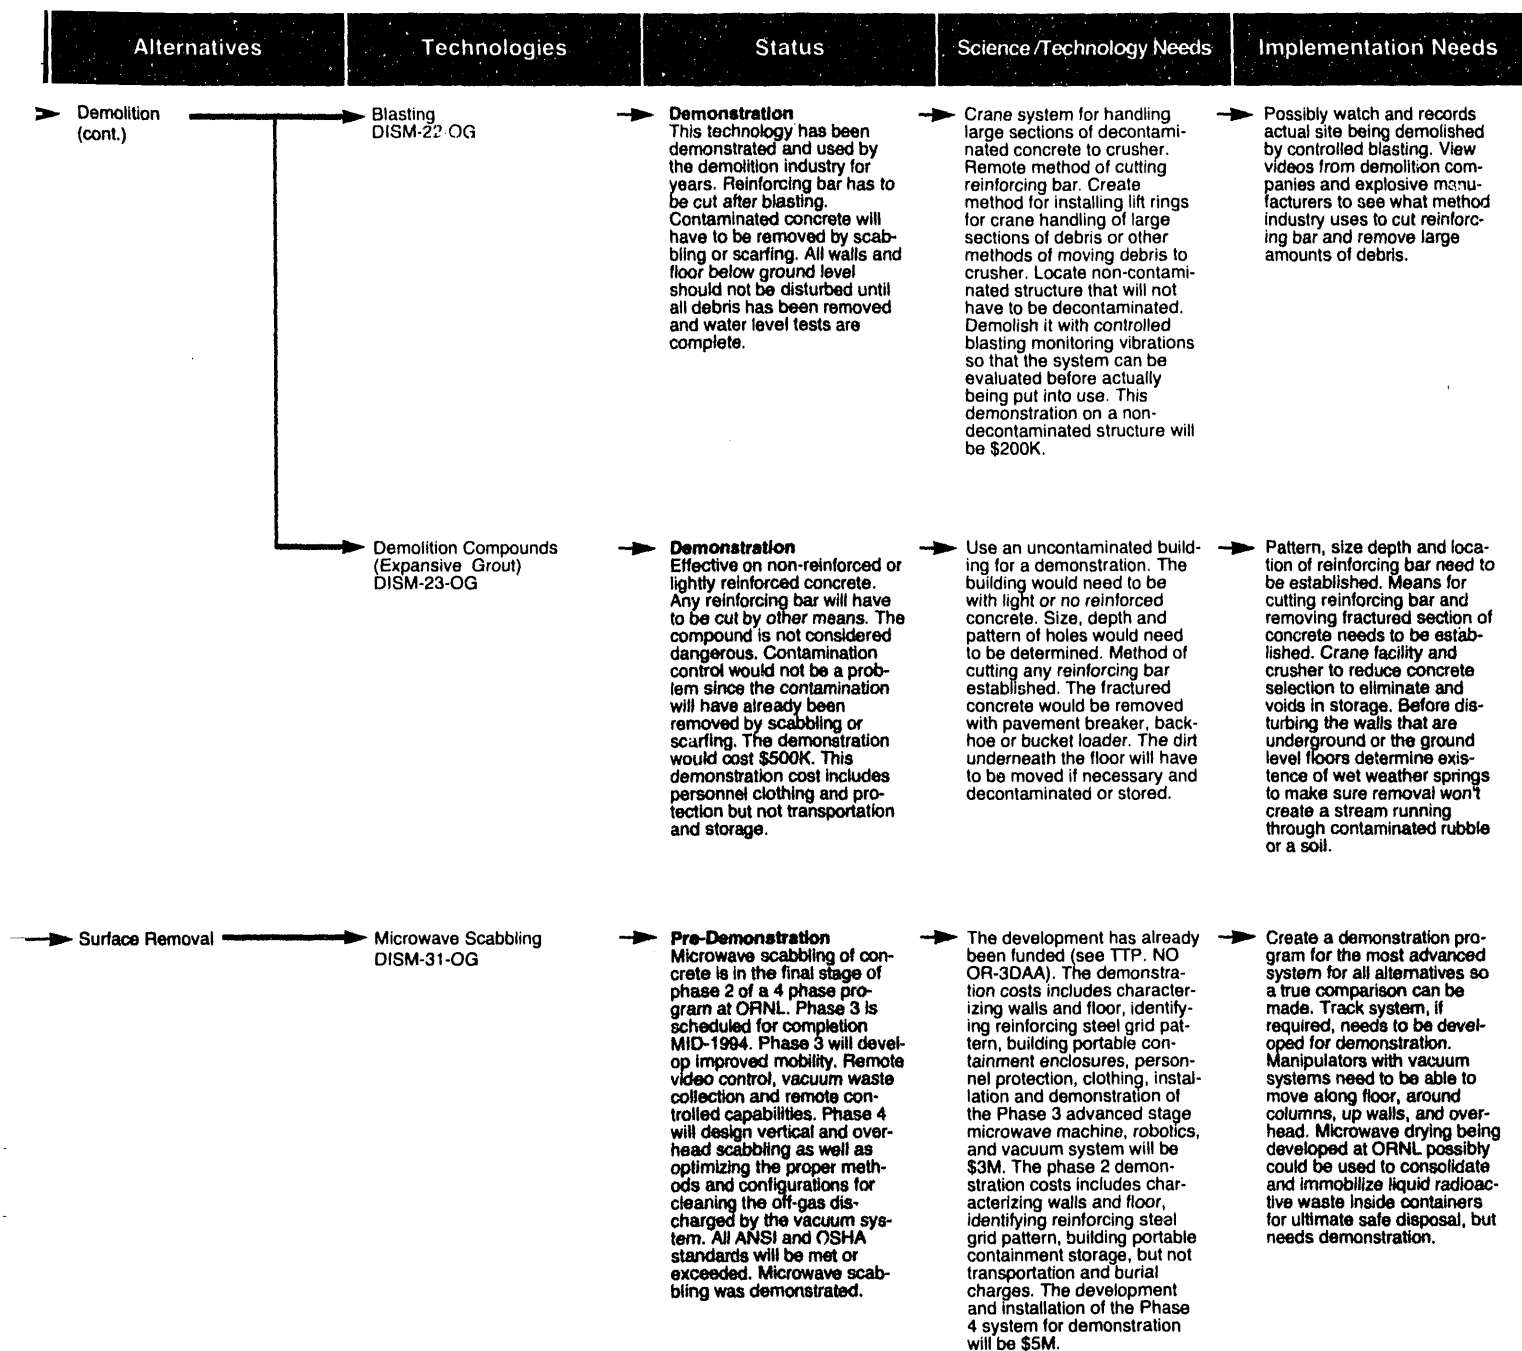 Alternatives
Technologies
Status
Science/Technology Needs
Implementation Needs
Demolition
(cont.)
Blasting
DISM-22-OG
Demonstration
This technology has been
demonstrated and used by
the demolition industry for
years. Reinforcing bar has to
be cut after blasting.
Contaminated concrete will
have to be removed by scab-
bling or scarfing. All walls and
floor below ground level
should not be disturbed until
all debris has been removed
and water level tests are
complete.
Crane system for handling
large sections of decontami-
nated concrete to crusher.
Remote method of cutting
reinforcing bar. Create
method for installing lift rings
for crane handling of large
sections of debris or other
methods of moving debris to
crusher. Locate non-contami-
nated structure that will not
have to be decontaminated.
Demolish it with controlled
blasting monitoring vibrations
so that the system can be
evaluated before actually
being put into use. This
demonstration on a non-
decontaminated structure will
be $200K.
Possibly watch and records
actual site being demolished
by controlled blasting. View
videos from demolition com-
panies and explosive manu-
facturers to see what method
industry uses to cut reinforc-
ing bar and remove large
amounts of debris.
Demolition Compounds
(Expansive Grout)
DISM-23-OG
Demonstration
Effective on non-reinforced or
lightly reinforced concrete.
Any reinforcing bar will have
to be cut by other means. The
compound is not considered
dangerous. Contamination
control would not be a prob-
lem since the contamination
will have already been
removed by scabbling or
scarfing. The demonstration
would cost $500K. This
demonstration cost includes
personnel clothing and pro-
tection but not transportation
and storage.
Use an uncontaminated build-
ing for a demonstration. The
building would need to be
with light or no reinforced
concrete. Size, depth and
pattern of holes would need
to be determined. Method of
cutting any reinforcing bar
established. The fractured
concrete would be removed
with pavement breaker, back-
hoe or bucket loader. The dirt
underneath the floor will have
to be moved if necessary and
decontaminated or stored.
Pattern, size depth and loca-
tion of reinforcing bar need to
be established. Means for
cutting reinforcing bar and
removing fractured section of
concrete needs to be estab-
lished. Crane facility and
crusher to reduce concrete
selection to eliminate and
voids in storage. Before dis-
turbing the walls that are
underground or the ground
level floors determine exis-
tence of wet weather springs
to make sure removal won't
create a stream running
through contaminated rubble
or a soil.
Surface Removal
Microwave Scabbling
DISM-31-OG
Pre-Demonstration
Microwave scabbling of con-
crete is in the final stage of
phase 2 of a 4 phase pro-
gram at ORNL. Phase 3 is
scheduled for completion
MID-1994. Phase 3 will devel-
op improved mobility. Remote
video control, vacuum waste
collection and remote con-
trolled capabilities. Phase 4
will design vertical and over-
head scabbling as well as
optimizing the proper meth-
ods and configurations for
cleaning the off-gas dis-
charged by the vacuum sys-
tem. All ANSI and OSHA
standards will be met or
exceeded. Microwave scab-
bling was demonstrated.
The development has already
been funded (see TTP. NO
OR-3DAA). The demonstra-
tion costs includes character-
izing walls and floor, identify-
ing reinforcing steel grid pat-
tern, building portable con-
tainment enclosures, person-
nel protection, clothing, instal-
lation and demonstration of
the Phase 3 advanced stage
microwave machine, robotics,
and vacuum system will be
$3M. The phase 2 demon-
stration costs includes char-
acterizing walls and floor,
identifying reinforcing steel
grid pattern, building portable
containment storage, but not
transportation and burial
charges. The development
and installation of the Phase
4 system for demonstration
will be $5M.
Create a demonstration pro-
gram for the most advanced
system for all alternatives so
a true comparison can be
made. Track system, if
required, needs to be devel-
oped for demonstration.
Manipulators with vacuum
systems need to be able to
move along floor, around
columns, up walls, and over-
head. Microwave drying being
developed at ORNL possibly
could be used to consolidate
and immobilize liquid radioac-
tive waste inside containers
for ultimate safe disposal, but
needs demonstration.